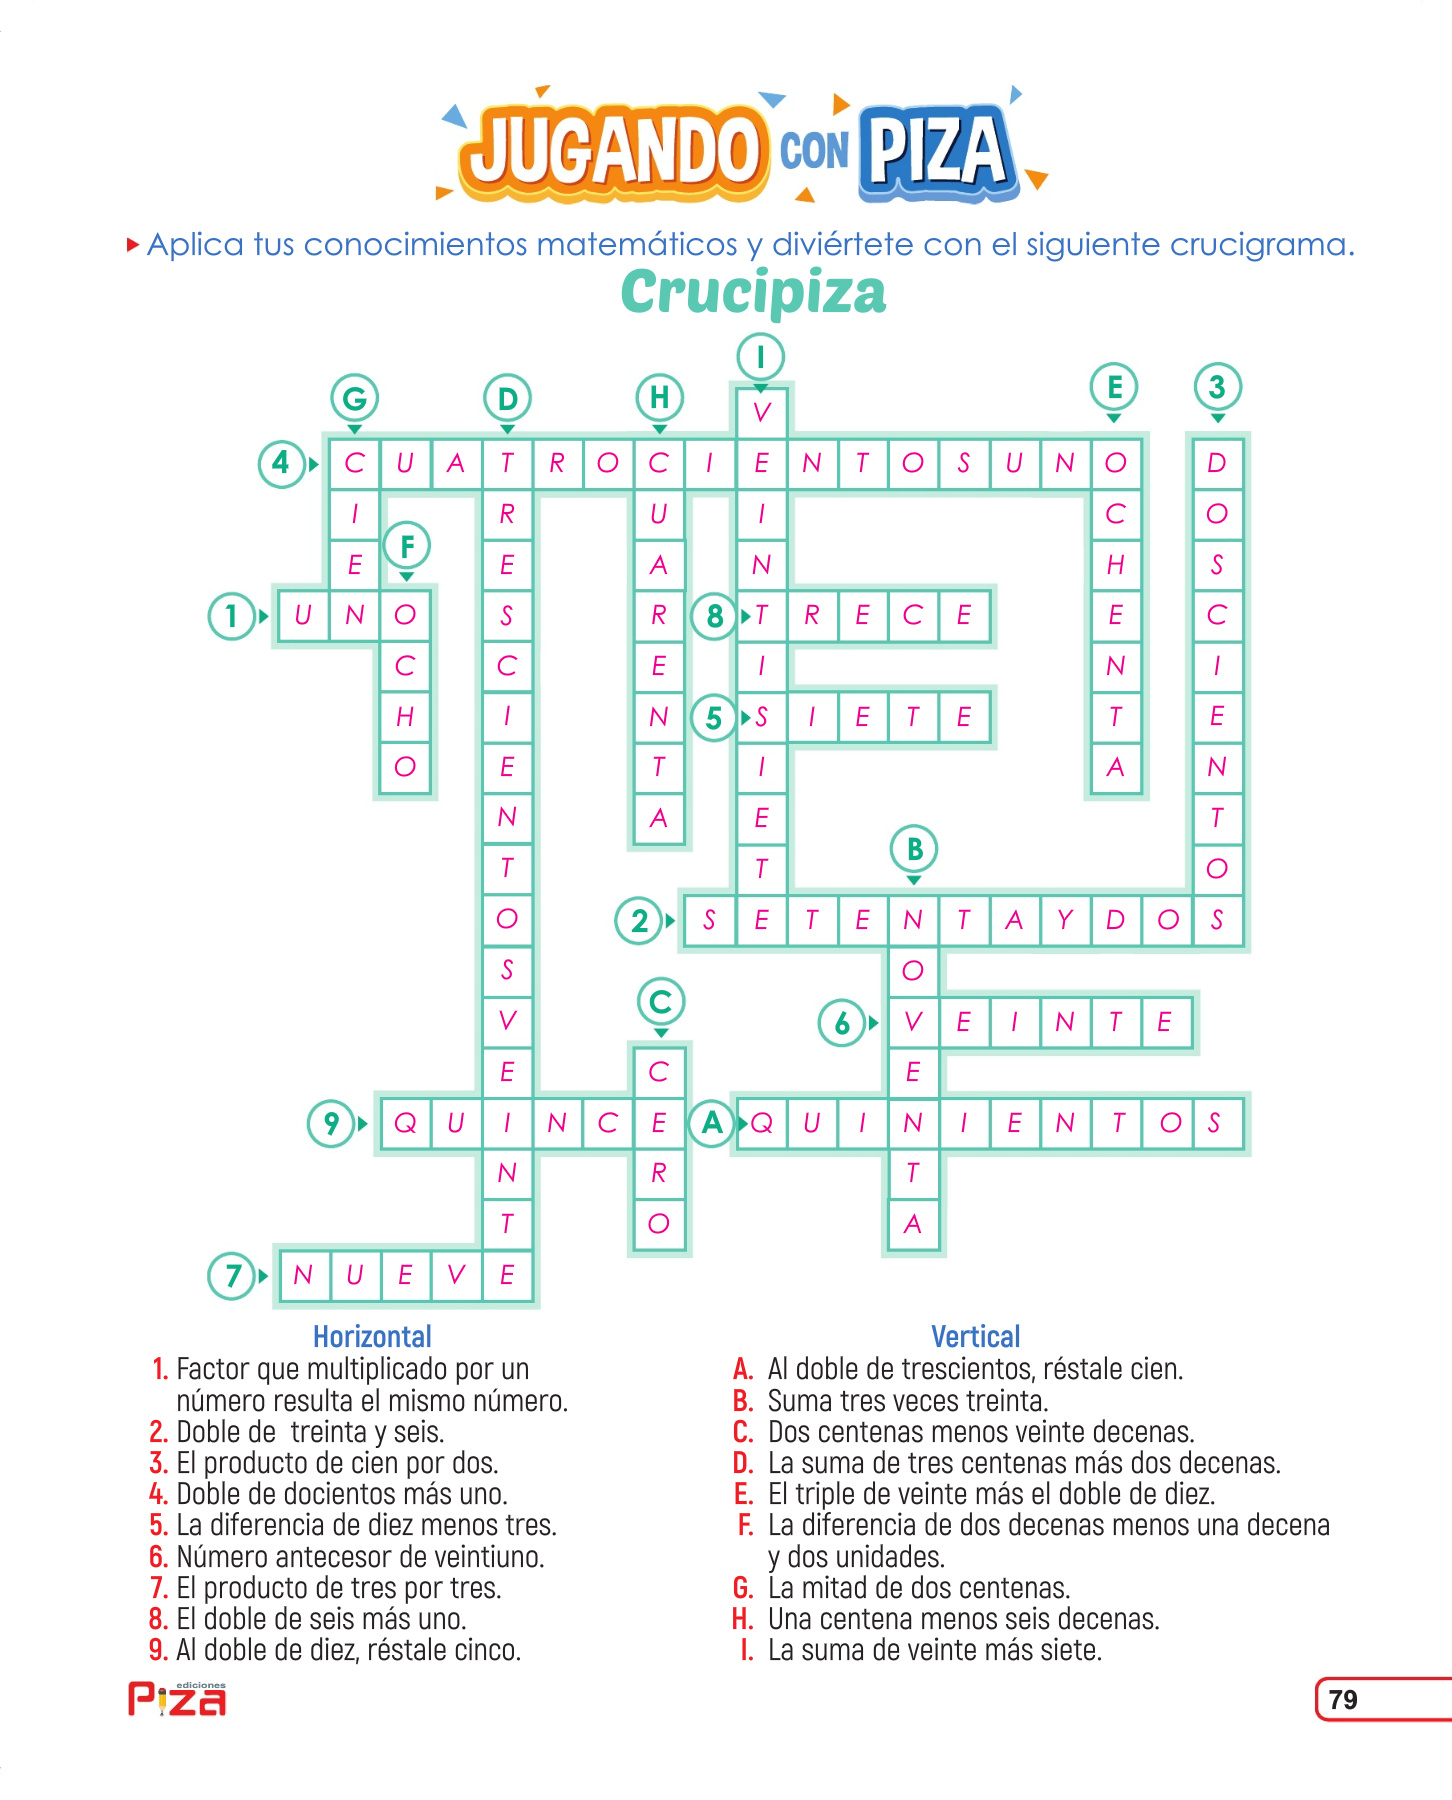 JUGANDO CON PIZA
Aplica tus conocimientos matemáticos y diviértete con el siguiente crucigrama.
Crucipiza
I
G D H E 3
V
4 C U A T R O C I E N T O S U N O D
I R U I C O
F
E E A N H S
1 U N O S R 8 T R E C E E C
C C E I N I
H I N 5 S I E T E T E
O E T I A N
N A E T
B
T T O
O 2 S E T E N T A Y D O S
S O
C
V 6 V E I N T E
E C E
9 Q U I N C E A Q U I N I E N T O S
N R T
T O A
7 N U E V E
Horizontal
1. Factor que multiplicado por un
número resulta el mismo número.
2. Doble de treinta y seis.
3. El producto de cien por dos.
4. Doble de docientos más uno.
5. La diferencia de diez menos tres.
6. Número antecesor de veintiuno.
7. El producto de tres por tres.
8. El doble de seis más uno.
9. Al doble de diez, réstale cinco.
Vertical
A. Al doble de trescientos, réstale cien.
B. Suma tres veces treinta.
C. Dos centenas menos veinte decenas.
D. La suma de tres centenas más dos decenas.
E. El triple de veinte más el doble de diez.
F. La diferencia de dos decenas menos una decena
y dos unidades.
G. La mitad de dos centenas.
H. Una centena menos seis decenas.
I. La suma de veinte más siete.
ediciones
Piza
79